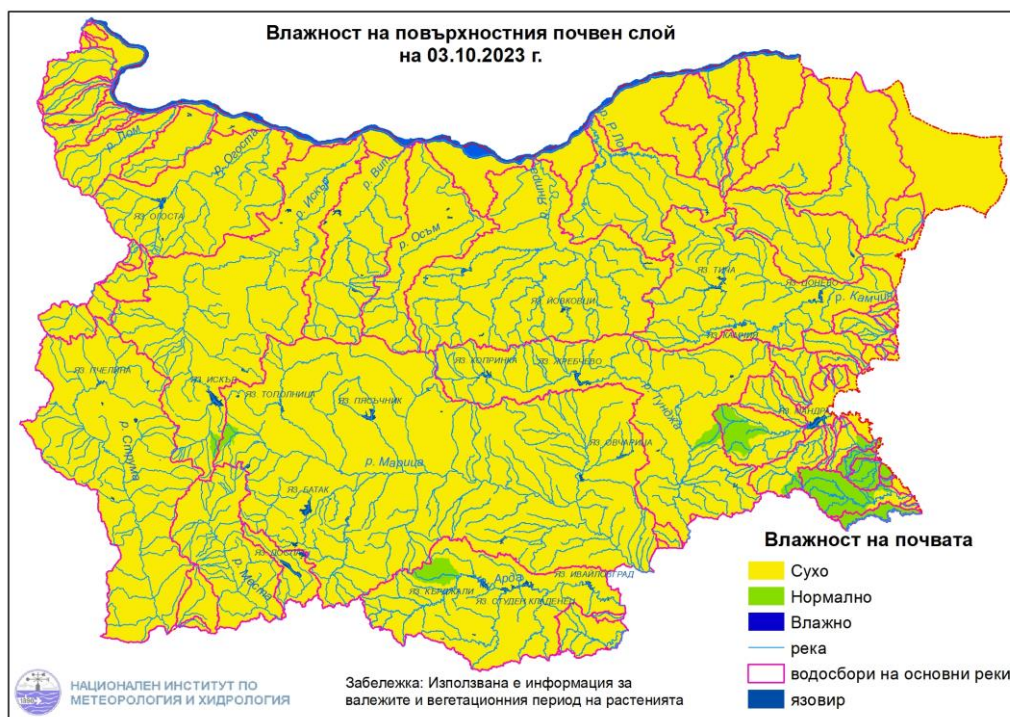 Влажност на повърхностния почвен слой
на 03.10.2023 г.
р. Лом
р. Огоста
р. Искър
р. Вит
р. Осъм
р. Янтра
р. Р. Лом
ЯЗ. ОГОСТА
ЯЗ. ТИЧА
ЯЗ. ЦОНЕВО
р. Камчия
ЯЗ. ЙОВКОВЦИ
ЯЗ. КАМЧИЯ
ЯЗ. ПЧЕЛИНА
ЯЗ. ИСКЪР
ЯЗ. ТОПОЛНИЦА
ЯЗ. ПЯСЪЧНИК
ЯЗ. КОПРИНКА
ЯЗ. ЖРЕБЧЕВО
р. Тунджа
ЯЗ. МАНДРА
р. Струма
р. Марица
ЯЗ. ОВЧАРИЦА
ЯЗ. БАТАК
ЯЗ. ДОСПАТ
р. Места
Арда
ЯЗ. ИВАЙЛОВГРАД
ЯЗ. КЪРДЖАЛИ
ЯЗ. СТУДЕН КЛАДЕНЕЦ
Влажност на почвата
Сухо
Нормално
Влажно
река
водосбори на основни реки
язовир
НАЦИОНАЛЕН ИНСТИТУТ ПО
МЕТЕОРОЛОГИЯ И ХИДРОЛОГИЯ
Забележка: Използвана е информация за
валежите и вегетационния период на растенията